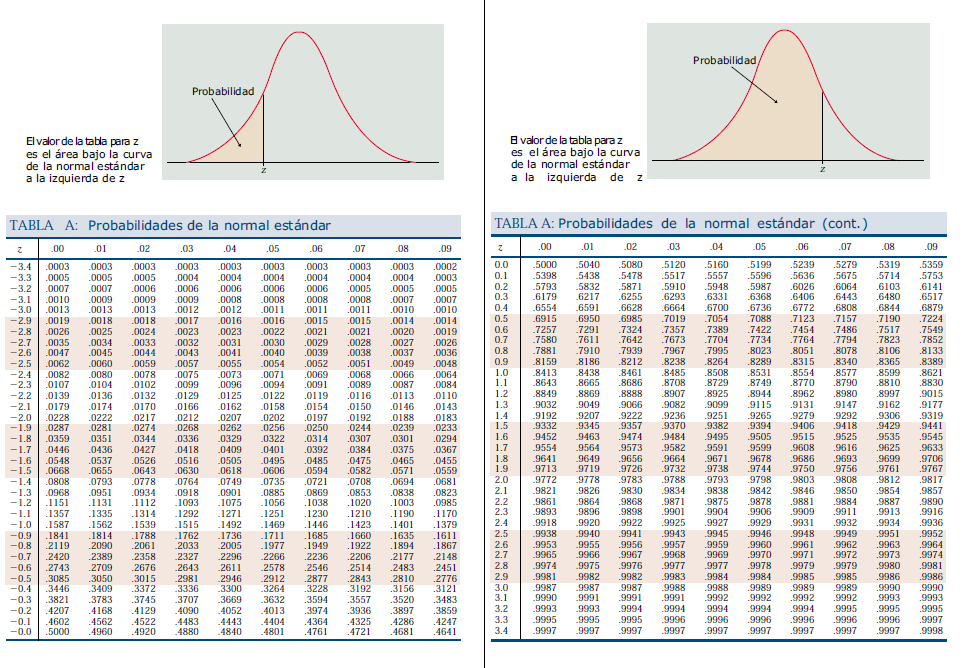 Probabilidad
El valor de la tabla para z
es el área bajo la curva
de la normal estándar
a la izquierda de z
z
TABLA A: Probabilidades de la normal estándar
z .00 .01 .02 .03 .04 .05 .06 .07 .08 .09
−3.4 .0003 .0003 .0003 .0003 .0003 .0003 .0003 .0003 .0003 .0002
−3.3 .0005 .0005 .0005 .0004 .0004 .0004 .0004 .0004 .0004 .0003
−3.2 .0007 .0007 .0006 .0006 .0006 .0006 .0006 .0005 .0005 .0005
−3.1 .0010 .0009 .0009 .0009 .0008 .0008 .0008 .0008 .0007 .0007
−3.0 .0013 .0013 .0013 .0012 .0012 .0011 .0011 .0011 .0010 .0010
−2.9 .0019 .0018 .0018 .0017 .0016 .0016 .0015 .0015 .0014 .0014
−2.8 .0026 .0025 .0024 .0023 .0023 .0022 .0021 .0021 .0020 .0019
−2.7 .0035 .0034 .0033 .0032 .0031 .0030 .0029 .0028 .0027 .0026
−2.6 .0047 .0045 .0044 .0043 .0041 .0040 .0039 .0038 .0037 .0036
−2.5 .0062 .0060 .0059 .0057 .0055 .0054 .0052 .0051 .0049 .0048
−2.4 .0082 .0080 .0078 .0075 .0073 .0071 .0069 .0068 .0066 .0064
−2.3 .0107 .0104 .0102 .0099 .0096 .0094 .0091 .0089 .0087 .0084
−2.2 .0139 .0136 .0132 .0129 .0125 .0122 .0119 .0116 .0113 .0110
−2.1 .0179 .0174 .0170 .0166 .0162 .0158 .0154 .0150 .0146 .0143
−2.0 .0228 .0222 .0217 .0212 .0207 .0202 .0197 .0192 .0188 .0183
−1.9 .0287 .0281 .0274 .0268 .0262 .0256 .0250 .0244 .0239 .0233
−1.8 .0359 .0351 .0344 .0336 .0329 .0322 .0314 .0307 .0301 .0294
−1.7 .0446 .0436 .0427 .0418 .0409 .0401 .0392 .0384 .0375 .0367
−1.6 .0548 .0537 .0526 .0516 .0505 .0495 .0485 .0475 .0465 .0455
−1.5 .0668 .0655 .0643 .0630 .0618 .0606 .0594 .0582 .0571 .0559
−1.4 .0808 .0793 .0778 .0764 .0749 .0735 .0721 .0708 .0694 .0681
−1.3 .0968 .0951 .0934 .0918 .0901 .0885 .0869 .0853 .0838 .0823
−1.2 .1151 .1131 .1112 .1093 .1075 .1056 .1038 .1020 .1003 .0985
−1.1 .1357 .1335 .1314 .1292 .1271 .1251 .1230 .1210 .1190 .1170
−1.0 .1587 .1562 .1539 .1515 .1492 .1469 .1446 .1423 .1401 .1379
−0.9 .1841 .1814 .1788 .1762 .1736 .1711 .1685 .1660 .1635 .1611
−0.8 .2119 .2090 .2061 .2033 .2005 .1977 .1949 .1922 .1894 .1867
−0.7 .2420 .2389 .2358 .2327 .2296 .2266 .2236 .2206 .2177 .2148
−0.6 .2743 .2709 .2676 .2643 .2611 .2578 .2546 .2514 .2483 .2451
−0.5 .3085 .3050 .3015 .2981 .2946 .2912 .2877 .2843 .2810 .2776
−0.4 .3446 .3409 .3372 .3336 .3300 .3264 .3228 .3192 .3156 .3121
−0.3 .3821 .3783 .3745 .3707 .3669 .3632 .3594 .3557 .3520 .3483
−0.2 .4207 .4168 .4129 .4090 .4052 .4013 .3974 .3936 .3897 .3859
−0.1 .4602 .4562 .4522 .4483 .4443 .4404 .4364 .4325 .4286 .4247
−0.0 .5000 .4960 .4920 .4880 .4840 .4801 .4761 .4721 .4681 .4641
Probabilidad
El valor de la tabla para z
es el área bajo la curva
de la normal estándar
a la izquierda de z
z
TABLA A: Probabilidades de la normal estándar (cont.)
z .00 .01 .02 .03 .04 .05 .06 .07 .08 .09
0.0 .5000 .5040 .5080 .5120 .5160 .5199 .5239 .5279 .5319 .5359
0.1 .5398 .5438 .5478 .5517 .5557 .5596 .5636 .5675 .5714 .5753
0.2 .5793 .5832 .5871 .5910 .5948 .5987 .6026 .6064 .6103 .6141
0.3 .6179 .6217 .6255 .6293 .6331 .6368 .6406 .6443 .6480 .6517
0.4 .6554 .6591 .6628 .6664 .6700 .6736 .6772 .6808 .6844 .6879
0.5 .6915 .6950 .6985 .7019 .7054 .7088 .7123 .7157 .7190 .7224
0.6 .7257 .7291 .7324 .7357 .7389 .7422 .7454 .7486 .7517 .7549
0.7 .7580 .7611 .7642 .7673 .7704 .7734 .7764 .7794 .7823 .7852
0.8 .7881 .7910 .7939 .7967 .7995 .8023 .8051 .8078 .8106 .8133
0.9 .8159 .8186 .8212 .8238 .8264 .8289 .8315 .8340 .8365 .8389
1.0 .8413 .8438 .8461 .8485 .8508 .8531 .8554 .8577 .8599 .8621
1.1 .8643 .8665 .8686 .8708 .8729 .8749 .8770 .8790 .8810 .8830
1.2 .8849 .8869 .8888 .8907 .8925 .8944 .8962 .8980 .8997 .9015
1.3 .9032 .9049 .9066 .9082 .9099 .9115 .9131 .9147 .9162 .9177
1.4 .9192 .9207 .9222 .9236 .9251 .9265 .9279 .9292 .9306 .9319
1.5 .9332 .9345 .9357 .9370 .9382 .9394 .9406 .9418 .9429 .9441
1.6 .9452 .9463 .9474 .9484 .9495 .9505 .9515 .9525 .9535 .9545
1.7 .9554 .9564 .9573 .9582 .9591 .9599 .9608 .9616 .9625 .9633
1.8 .9641 .9649 .9656 .9664 .9671 .9678 .9686 .9693 .9699 .9706
1.9 .9713 .9719 .9726 .9732 .9738 .9744 .9750 .9756 .9761 .9767
2.0 .9772 .9778 .9783 .9788 .9793 .9798 .9803 .9808 .9812 .9817
2.1 .9821 .9826 .9830 .9834 .9838 .9842 .9846 .9850 .9854 .9857
2.2 .9861 .9864 .9868 .9871 .9875 .9878 .9881 .9884 .9887 .9890
2.3 .9893 .9896 .9898 .9901 .9904 .9906 .9909 .9911 .9913 .9916
2.4 .9918 .9920 .9922 .9925 .9927 .9929 .9931 .9932 .9934 .9936
2.5 .9938 .9940 .9941 .9943 .9945 .9946 .9948 .9949 .9951 .9952
2.6 .9953 .9955 .9956 .9957 .9959 .9960 .9961 .9962 .9963 .9964
2.7 .9965 .9966 .9967 .9968 .9969 .9970 .9971 .9972 .9973 .9974
2.8 .9974 .9975 .9976 .9977 .9977 .9978 .9979 .9979 .9980 .9981
2.9 .9981 .9982 .9982 .9983 .9984 .9984 .9985 .9985 .9986 .9986
3.0 .9987 .9987 .9987 .9988 .9988 .9989 .9989 .9989 .9990 .9990
3.1 .9990 .9991 .9991 .9991 .9992 .9992 .9992 .9992 .9993 .9993
3.2 .9993 .9993 .9994 .9994 .9994 .9994 .9994 .9995 .9995 .9995
3.3 .9995 .9995 .9995 .9996 .9996 .9996 .9996 .9996 .9996 .9997
3.4 .9997 .9997 .9997 .9997 .9997 .9997 .9997 .9997 .9997 .9998